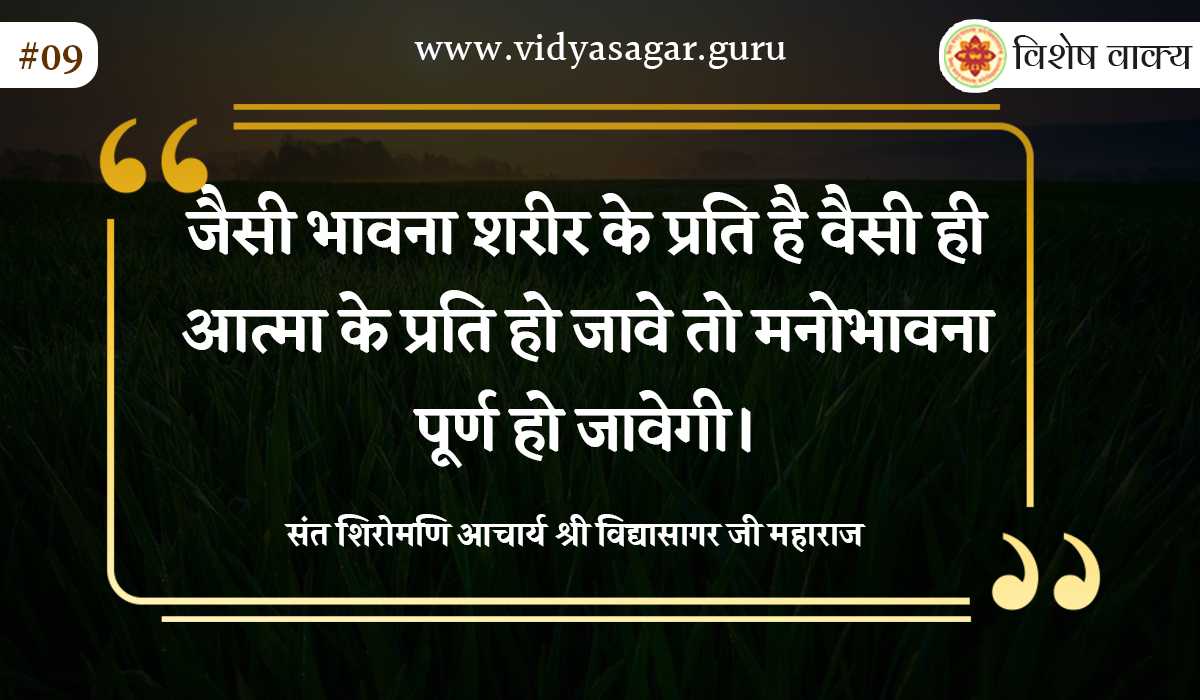 #09
www.vidyasagar.guru
विशेष वाक्य
जैसी भावना शरीर के प्रति है वैसी ही
आत्मा के प्रति हो जावे तो मनोभावना
पूर्ण हो जावेगी।
संत शिरोमणि आचार्य श्री विद्यासागर जी महाराज